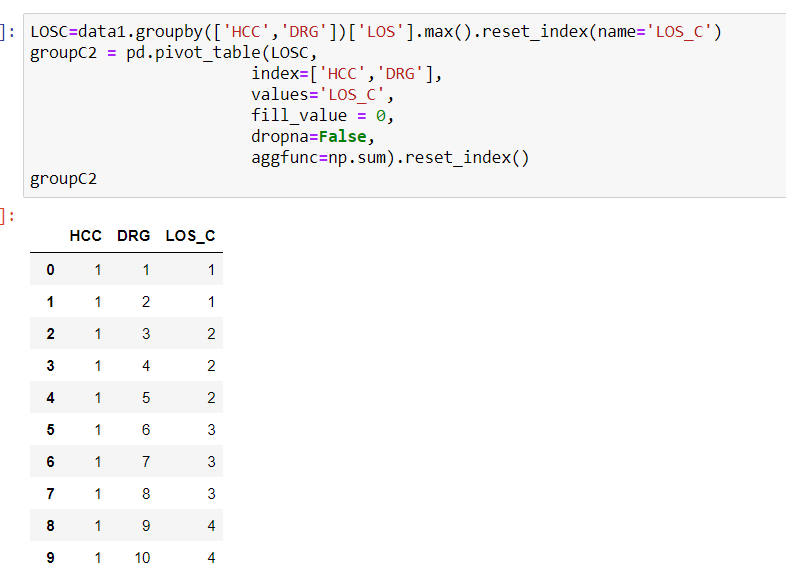 ]: LOSC=data1.groupby(['HCC','DRG'])['LOS'].max().reset_index(name='LOS_C')
groupC2 = pd.pivot_table(LOSC,
index=['HCC','DRG'],
values='LOS_C',
fill_value = 0,
dropna=False,
aggfunc=np.sum).reset_index()
groupC2
]:
HCC DRG LOS_C
0 1 1 1
1 1 2 1
2 1 3 2
3 1 4 2
4 1 5 2
5 1 6 3
6 1 7 3
7 1 8 3
8 1 9 4
9 1 10 4